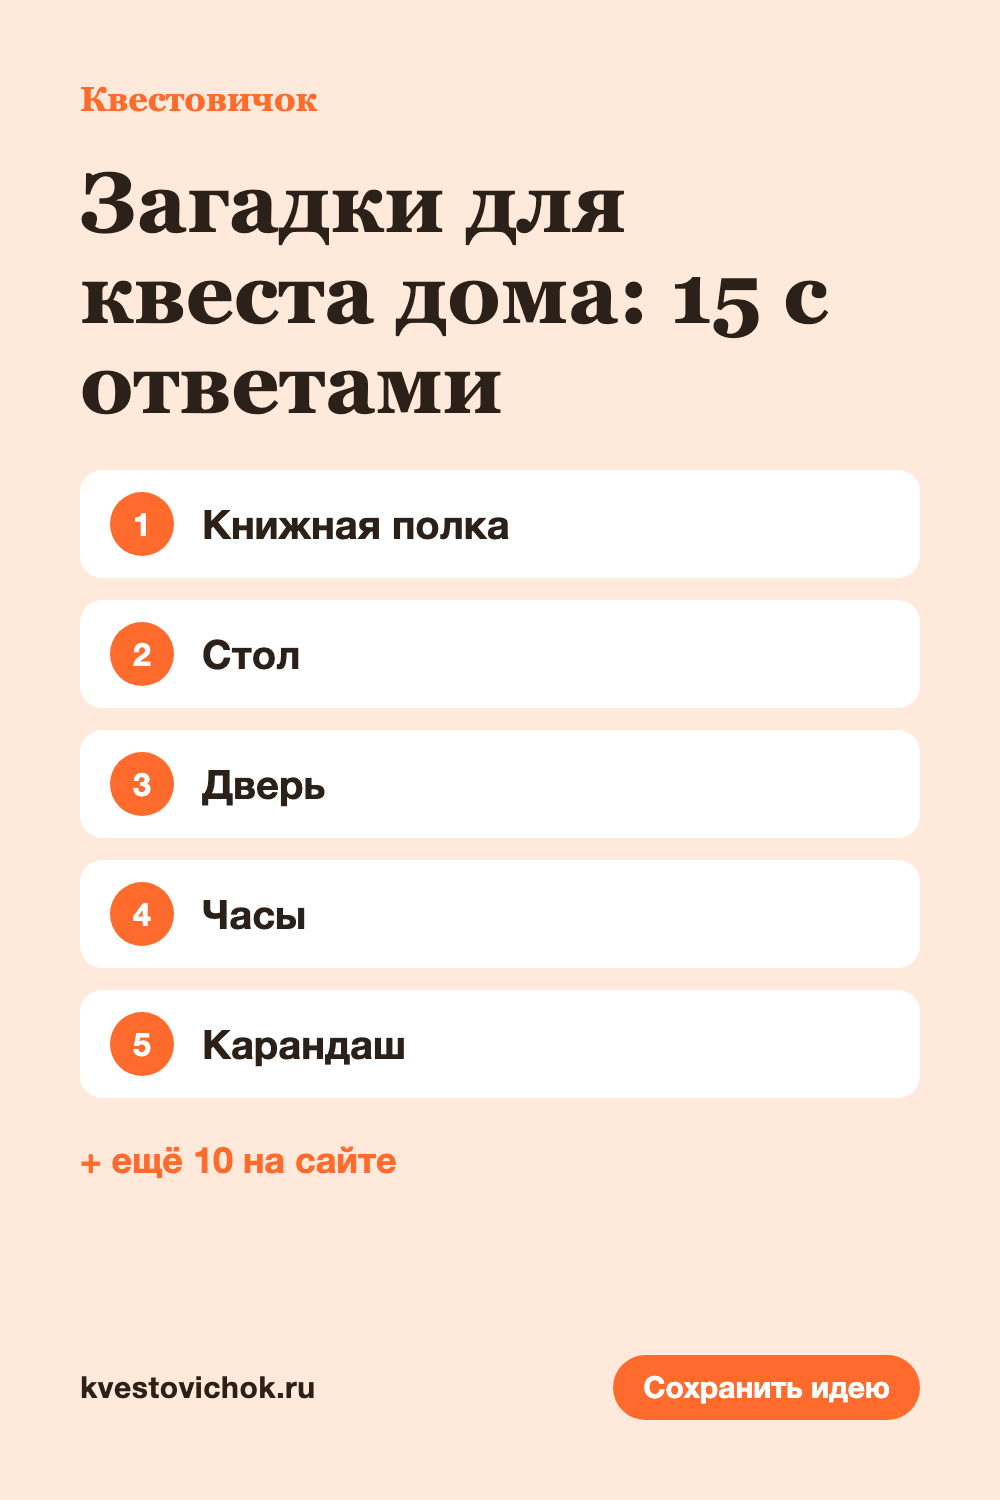 Квестовичок
Загадки для
квеста дома: 15 с
ответами
1 Книжная полка
2 Стол
3 Дверь
4 Часы
5 Карандаш
+ ещё 10 на сайте
kvestovichok.ru
Сохранить идею